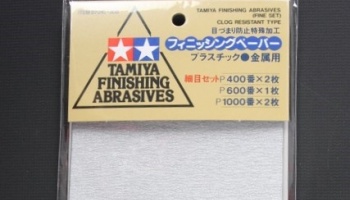 TAMIYA FINISHING ABRASIVES
(FINE SET)
CLOG RESISTANT TYPE
目づまり防止特殊加工
フィニッシングペーパー
プラスチック●金属用
TAMIYA
FINISHING
ABRASIVES
細目セットP400番×2枚
P600番×1枚
P1000番×2枚